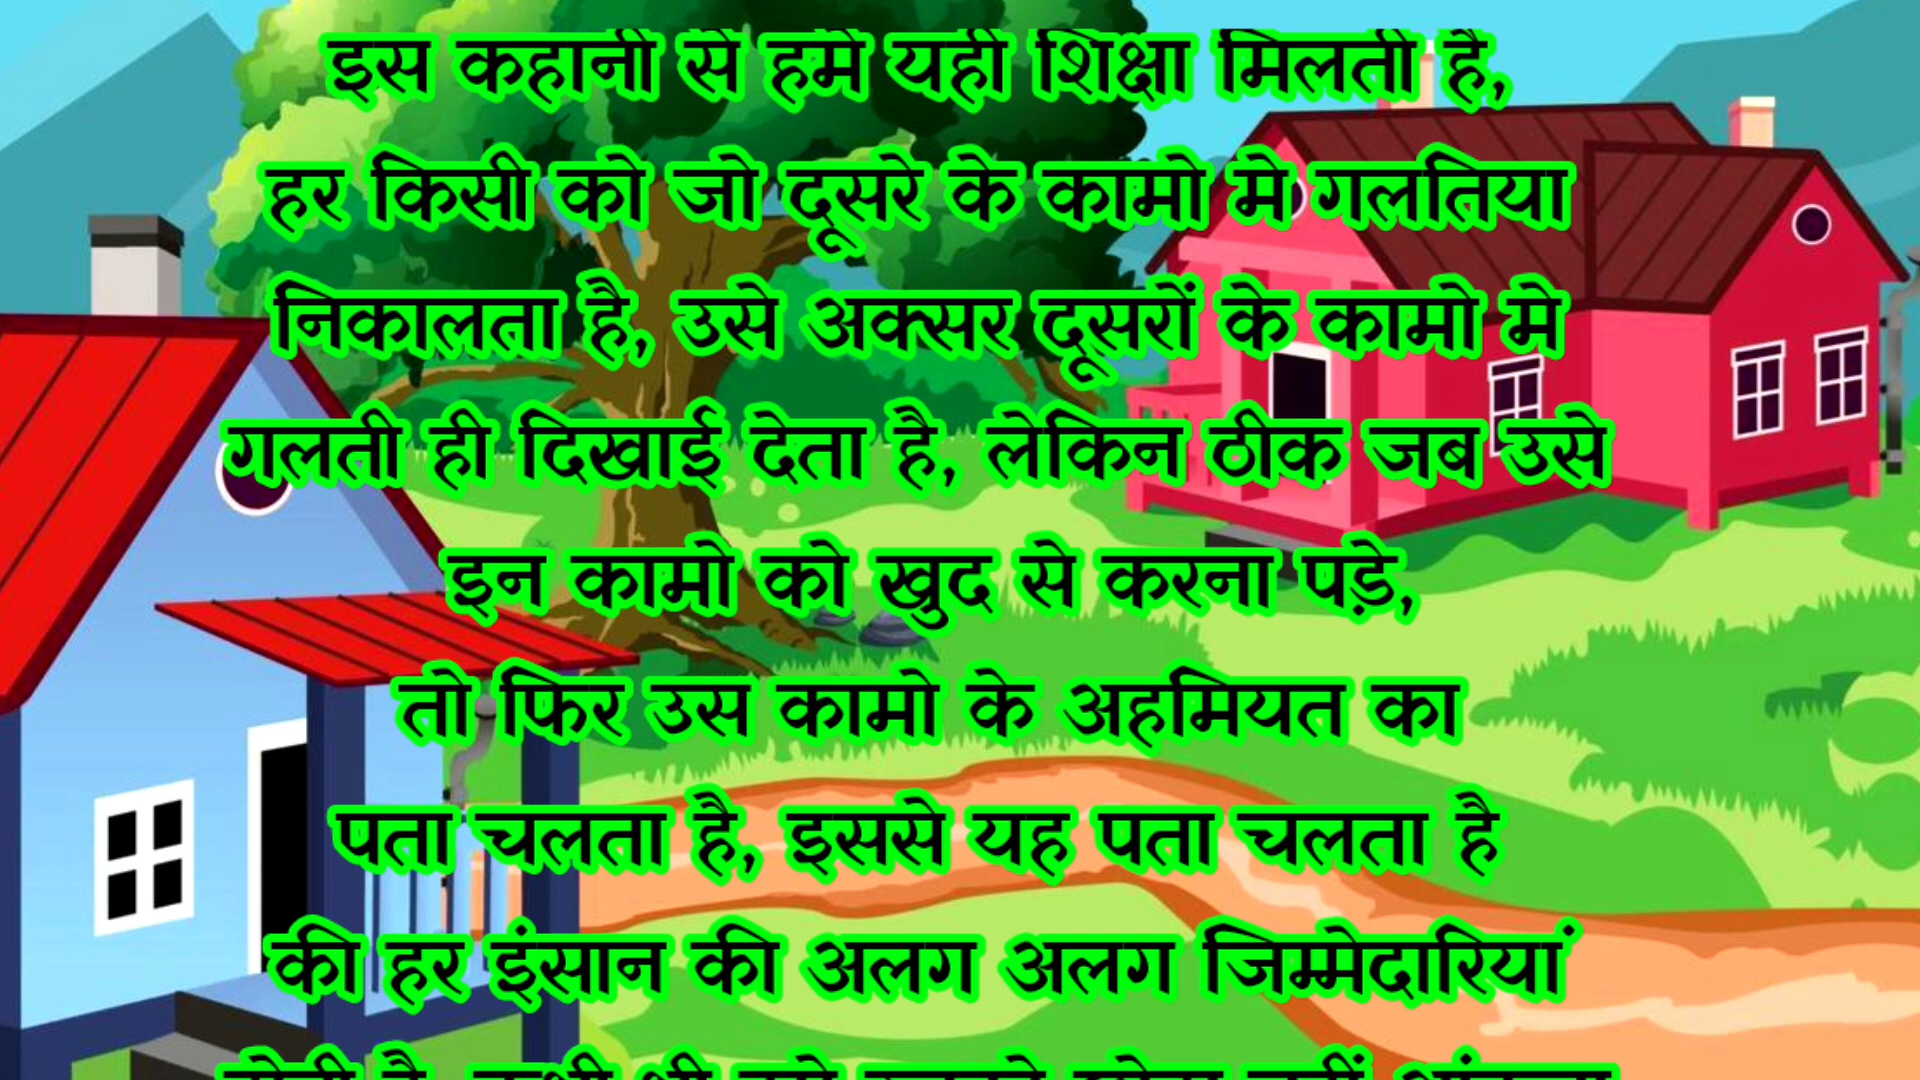 इस कहानी से हमे यही शिक्षा मिलती है,
हर किसी को जो दूसरे के कामो मे गलतिया
निकालता है, उसे अक्सर दूसरों के कामो मे
गलती ही दिखाई देता है, लेकिन ठीक जब उसे
इन कामो को खुद से करना पड़े,
तो फिर उस कामो के अहमियत का
पता चलता है, इससे यह पता चलता है
की हर इंसान की अलग अलग जिम्मेदारियां